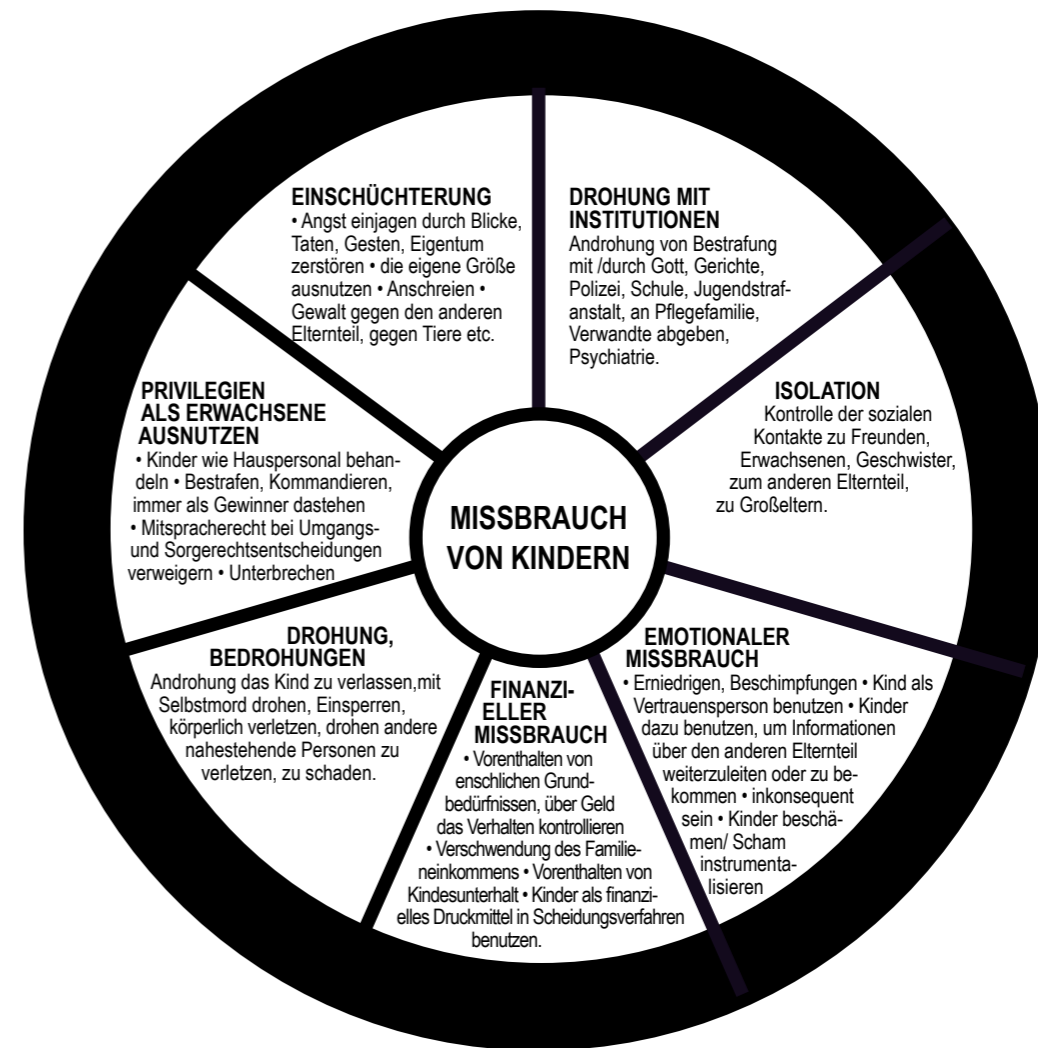 EINSCHÜCHTERUNG
• Angst einjagen durch Blicke,
Taten, Gesten, Eigentum
zerstören • die eigene Größe
ausnutzen • Anschreien •
Gewalt gegen den anderen
Elternteil, gegen Tiere etc.
DROHUNG MIT
INSTITUTIONEN
Androhung von Bestrafung
mit /durch Gott, Gerichte,
Polizei, Schule, Jugendstraf-
anstalt, an Pflegefamilie,
Verwandte abgeben,
Psychiatrie.
ISOLATION
Kontrolle der sozialen
Kontakte zu Freunden,
Erwachsenen, Geschwister,
zum anderen Elternteil,
zu Großeltern.
EMOTIONALER
MISSBRAUCH
• Erniedrigen, Beschimpfungen • Kind als
Vertrauensperson benutzen • Kinder
dazu benutzen, um Informationen
über den anderen Elternteil
weiterzuleiten oder zu be-
kommen • inkonsequent
sein • Kinder beschä-
men/ Scham
instrumenta-
lisieren
FINANZI-
ELLER
MISSBRAUCH
• Vorenthalten von
enschlichen Grund-
bedürfnissen, über Geld
das Verhalten kontrollieren
• Verschwendung des Familie-
neinkommens • Vorenthalten von
Kindesunterhalt • Kinder als finanzi-
elles Druckmittel in Scheidungsverfahren
benutzen.
DROHUNG,
BEDROHUNGEN
Androhung das Kind zu verlassen,mit
Selbstmord drohen, Einsperren,
körperlich verletzen, drohen andere
nahestehende Personen zu
verletzen, zu schaden.
PRIVILEGIEN
ALS ERWACHSENE
AUSNUTZEN
• Kinder wie Hauspersonal behan-
deln • Bestrafen, Kommandieren,
immer als Gewinner dastehen
• Mitspracherecht bei Umgangs-
und Sorgerechtsentscheidungen
verweigern • Unterbrechen
MISSBRAUCH
VON KINDERN